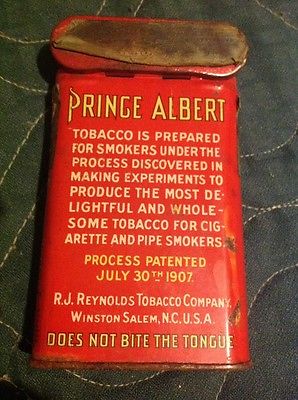 PRINCE ALBERT
TOBACCO IS PREPARED
FOR SMOKERS UNDER THE
PROCESS DISCOVERED IN
MAKING EXPERIMENTS TO
PRODUCE THE MOST DE-
LIGHTFUL AND WHOLE-
SOME TOBACCO FOR CIG-
ARETTE AND PIPE SMOKERS.
PROCESS PATENTED
JULY 30TH 1907.
R.J. REYNOLDS TOBACCO COMPANY,
WINSTON SALEM, N.C. U.S.A.
DOES NOT BITE THE TONGUE